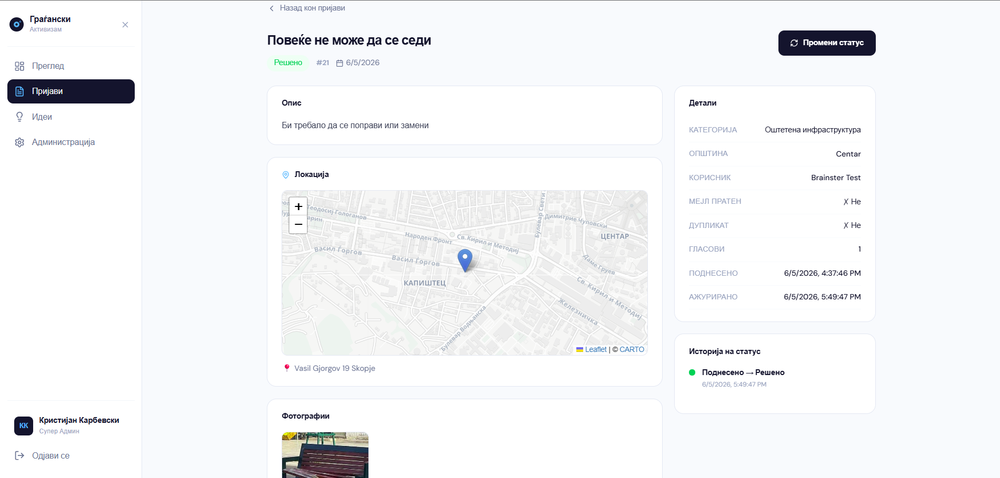 Граѓански
Активизам
Преглед
Пријави
Идеи
Администрација
КК
Кристијан Карбевски
Супер Админ
Одјави се
Назад кон пријави
Повеќе не може да се седи
Промени статус
Решено #21 6/5/2026
Опис
Би требало да се поправи или замени
Локација
+
−
Теодосиј Гологанов
Народен Фронт
Св. Кирил и Методиј
Булевар Свети
Димитрие Чуповски
ЦЕНТАР
Васил Ѓоргов
Васил Ѓоргов
КАПИШТЕЦ
Даме Груев
Св. Кирил и Методиј
Железничка
Булевар Водњанска
Leaflet | © CARTO
Vasil Gjorgov 19 Skopje
Фотографии
Детали
КАТЕГОРИЈА Оштетена инфраструктура
ОПШТИНА Centar
КОРИСНИК Brainster Test
МЕЈЛ ПРАТЕН ✗ Не
ДУПЛИКАТ ✗ Не
ГЛАСОВИ 1
ПОДНЕСЕНО 6/5/2026, 4:37:46 PM
АЖУРИРАНО 6/5/2026, 5:49:47 PM
Историја на статус
Поднесено → Решено
6/5/2026, 5:49:47 PM